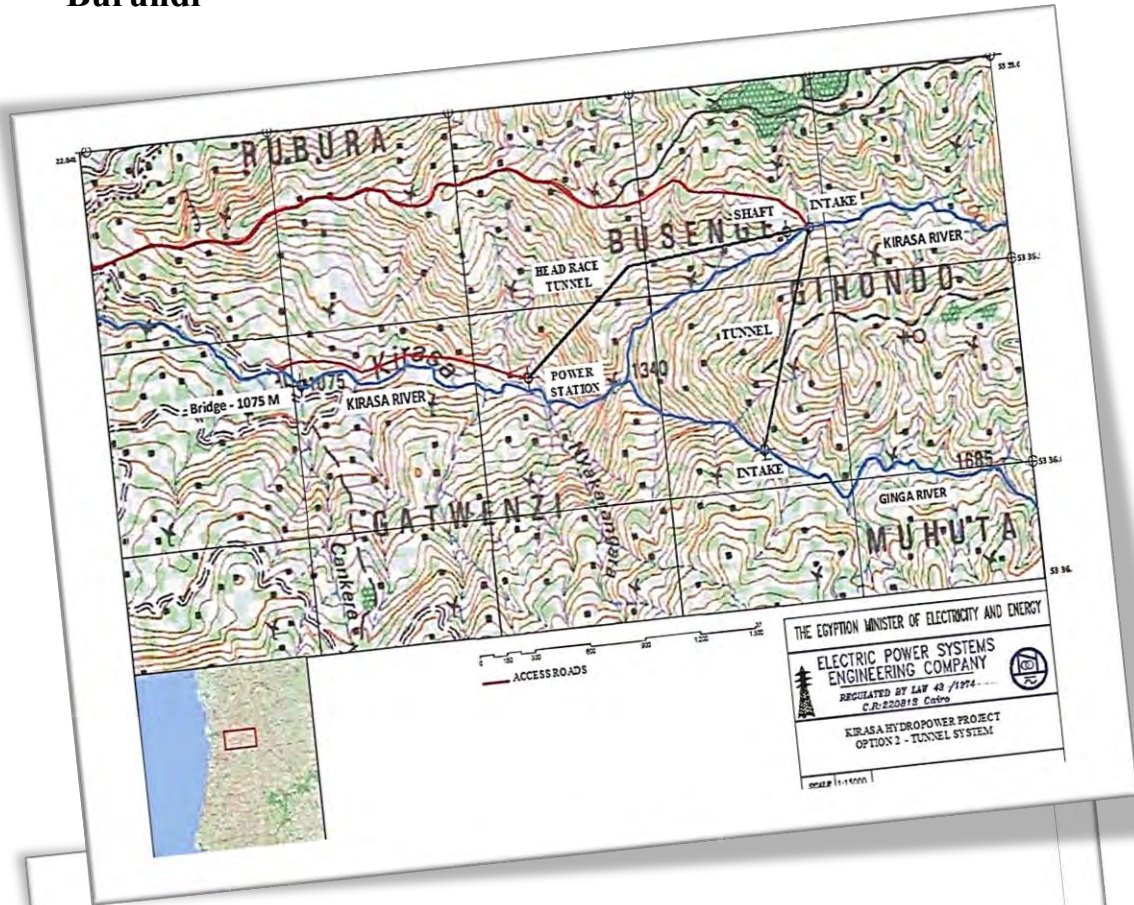 Burundi
RUBURA
BUSENGE
GIHONDO
GATWENZI
MUHUTA
INTAKE
SHAFT
KIRASA RIVER
HEAD RACE
TUNNEL
TUNNEL
Kirasa
1075
1340
POWER
STATION
Bridge - 1075 M
KIRASA RIVER
INTAKE
1685
GINGA RIVER
Cankera
ACCESS ROADS
THE EGYPTION MINISTER OF ELECTRICITY AND ENERGY
ELECTRIC POWER SYSTEMS
ENGINEERING COMPANY
REGULATED BY LAW 43 /1974
C.R:220813 Cairo
KIRASA HYDROPOWER PROJECT
OPTION 2 - TUNNEL SYSTEM
SCALE 1:15000